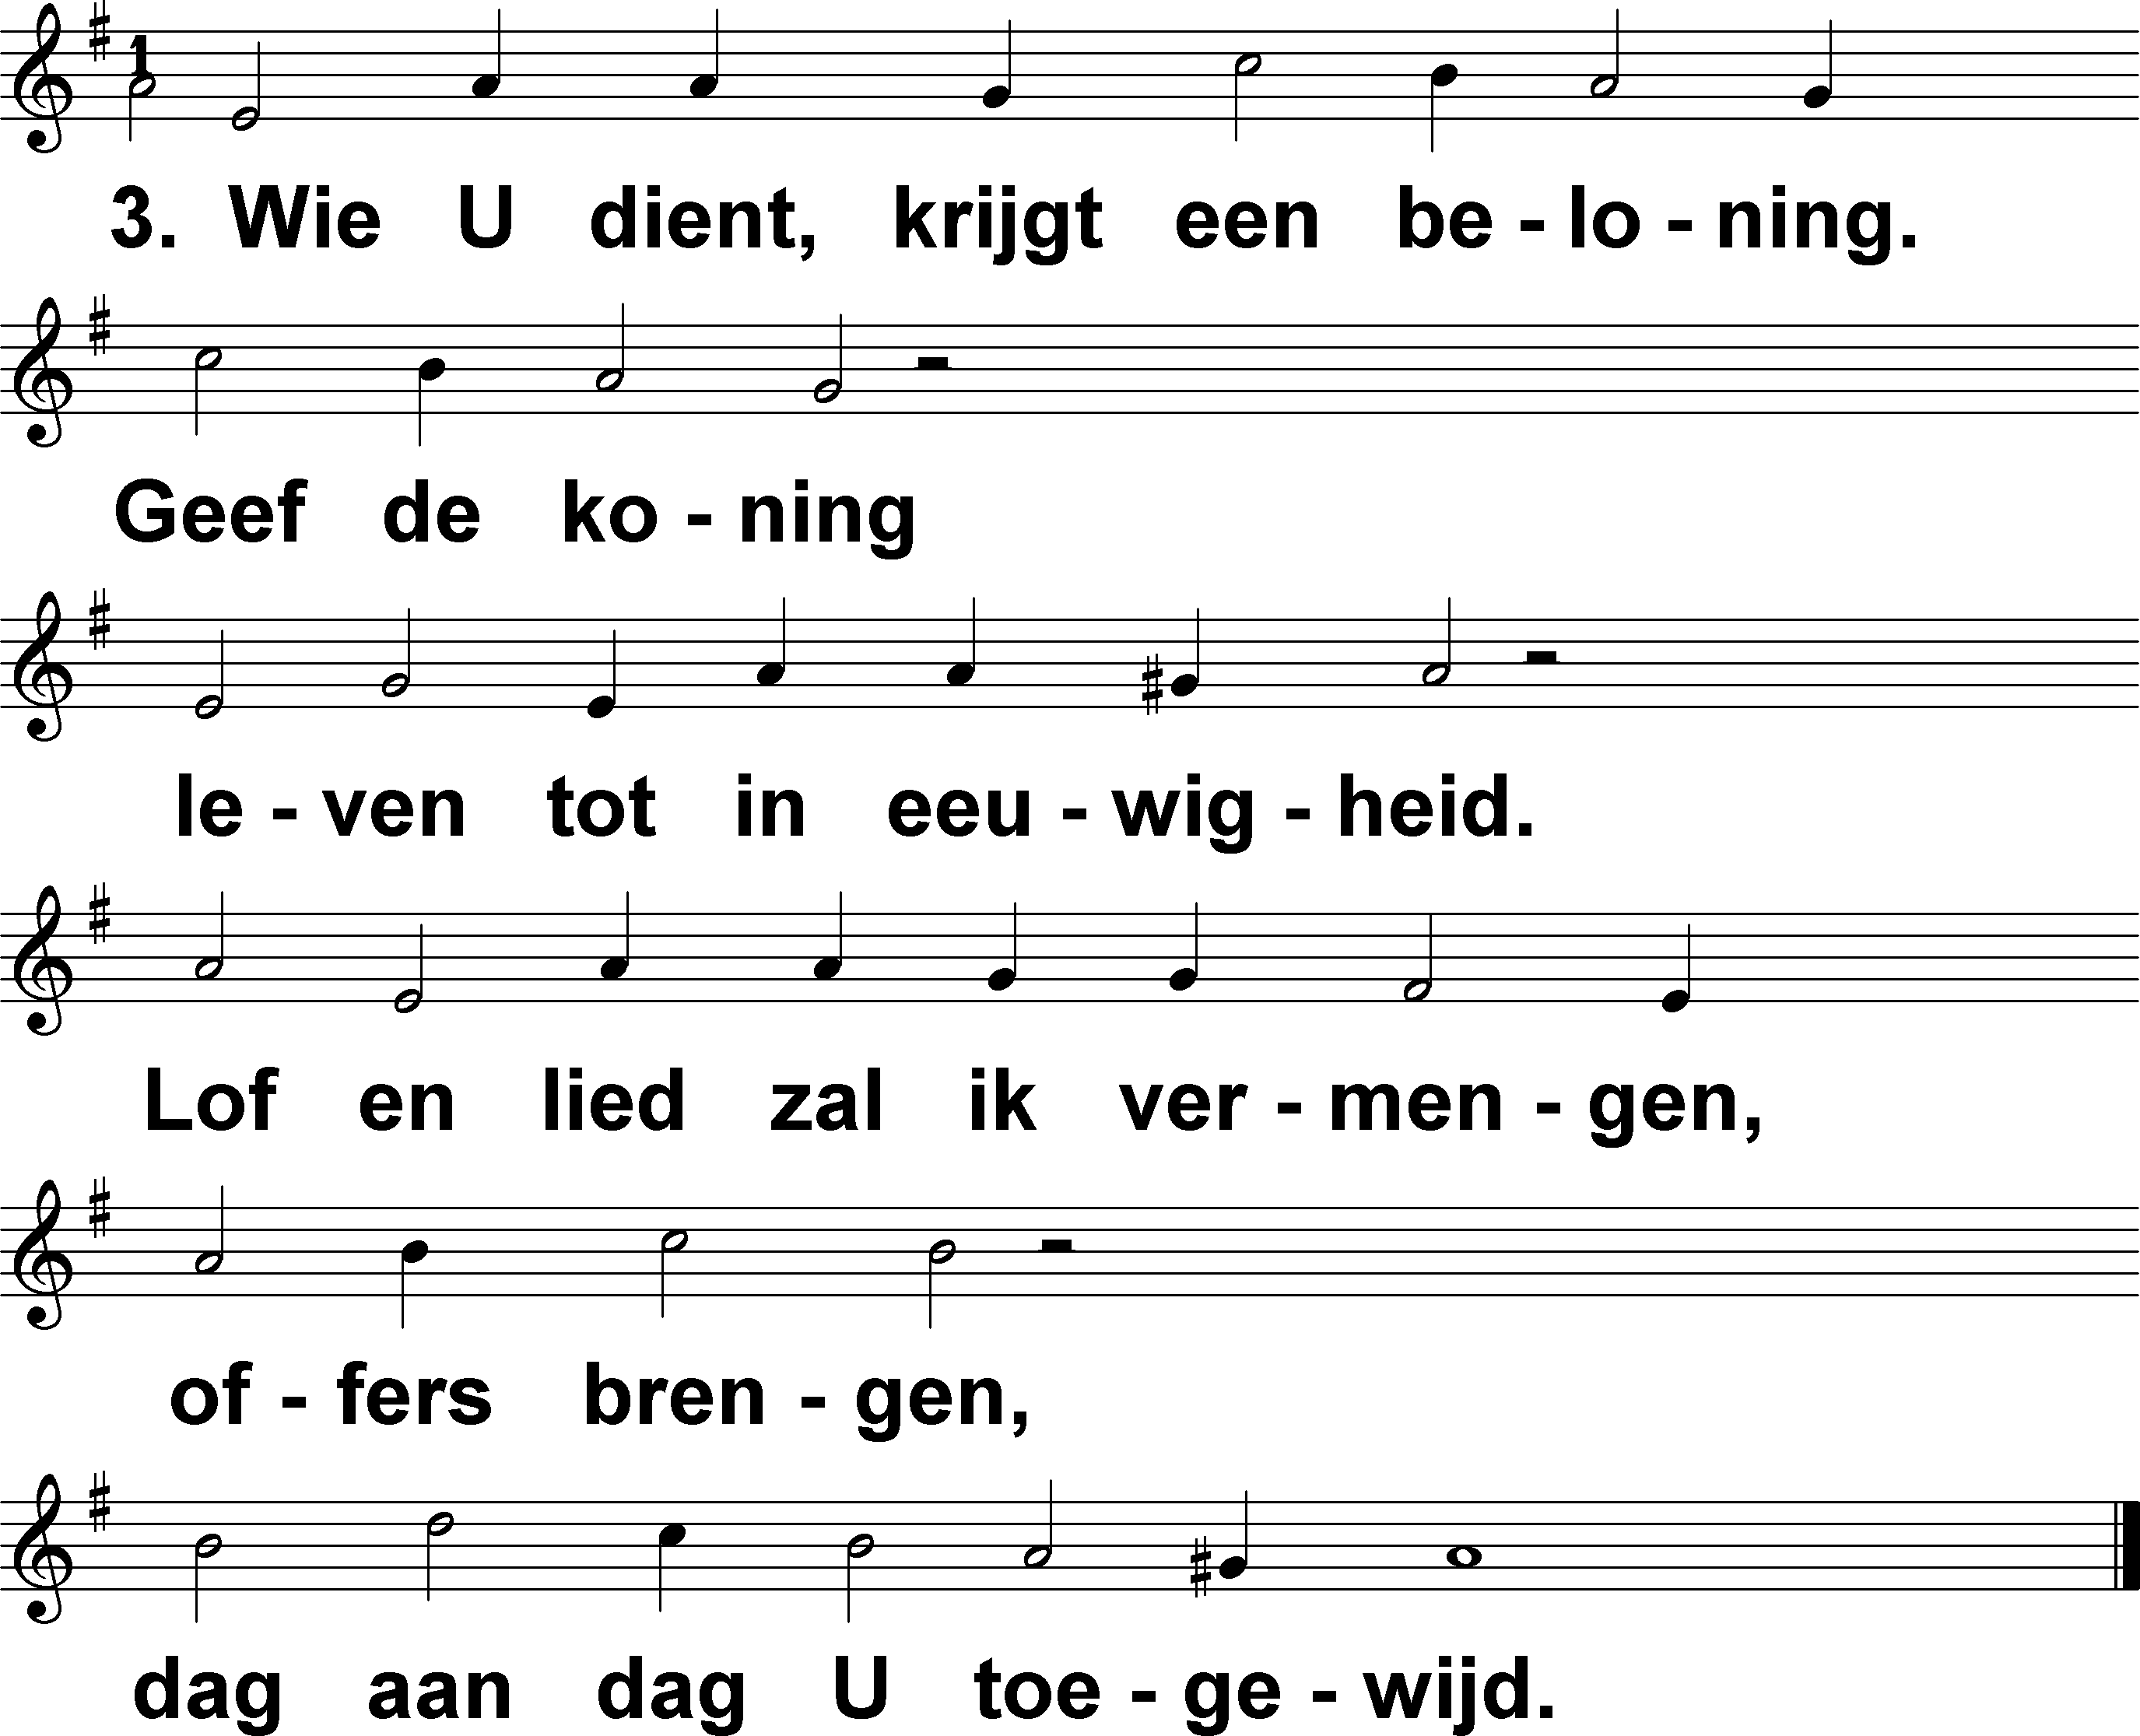 3. Wie U dient, krijgt een be - lo - ning.
Geef de ko - ning
le - ven tot in eeu - wig - heid.
Lof en lied zal ik ver - men - gen,
of - fers bren - gen,
dag aan dag U toe - ge - wijd.